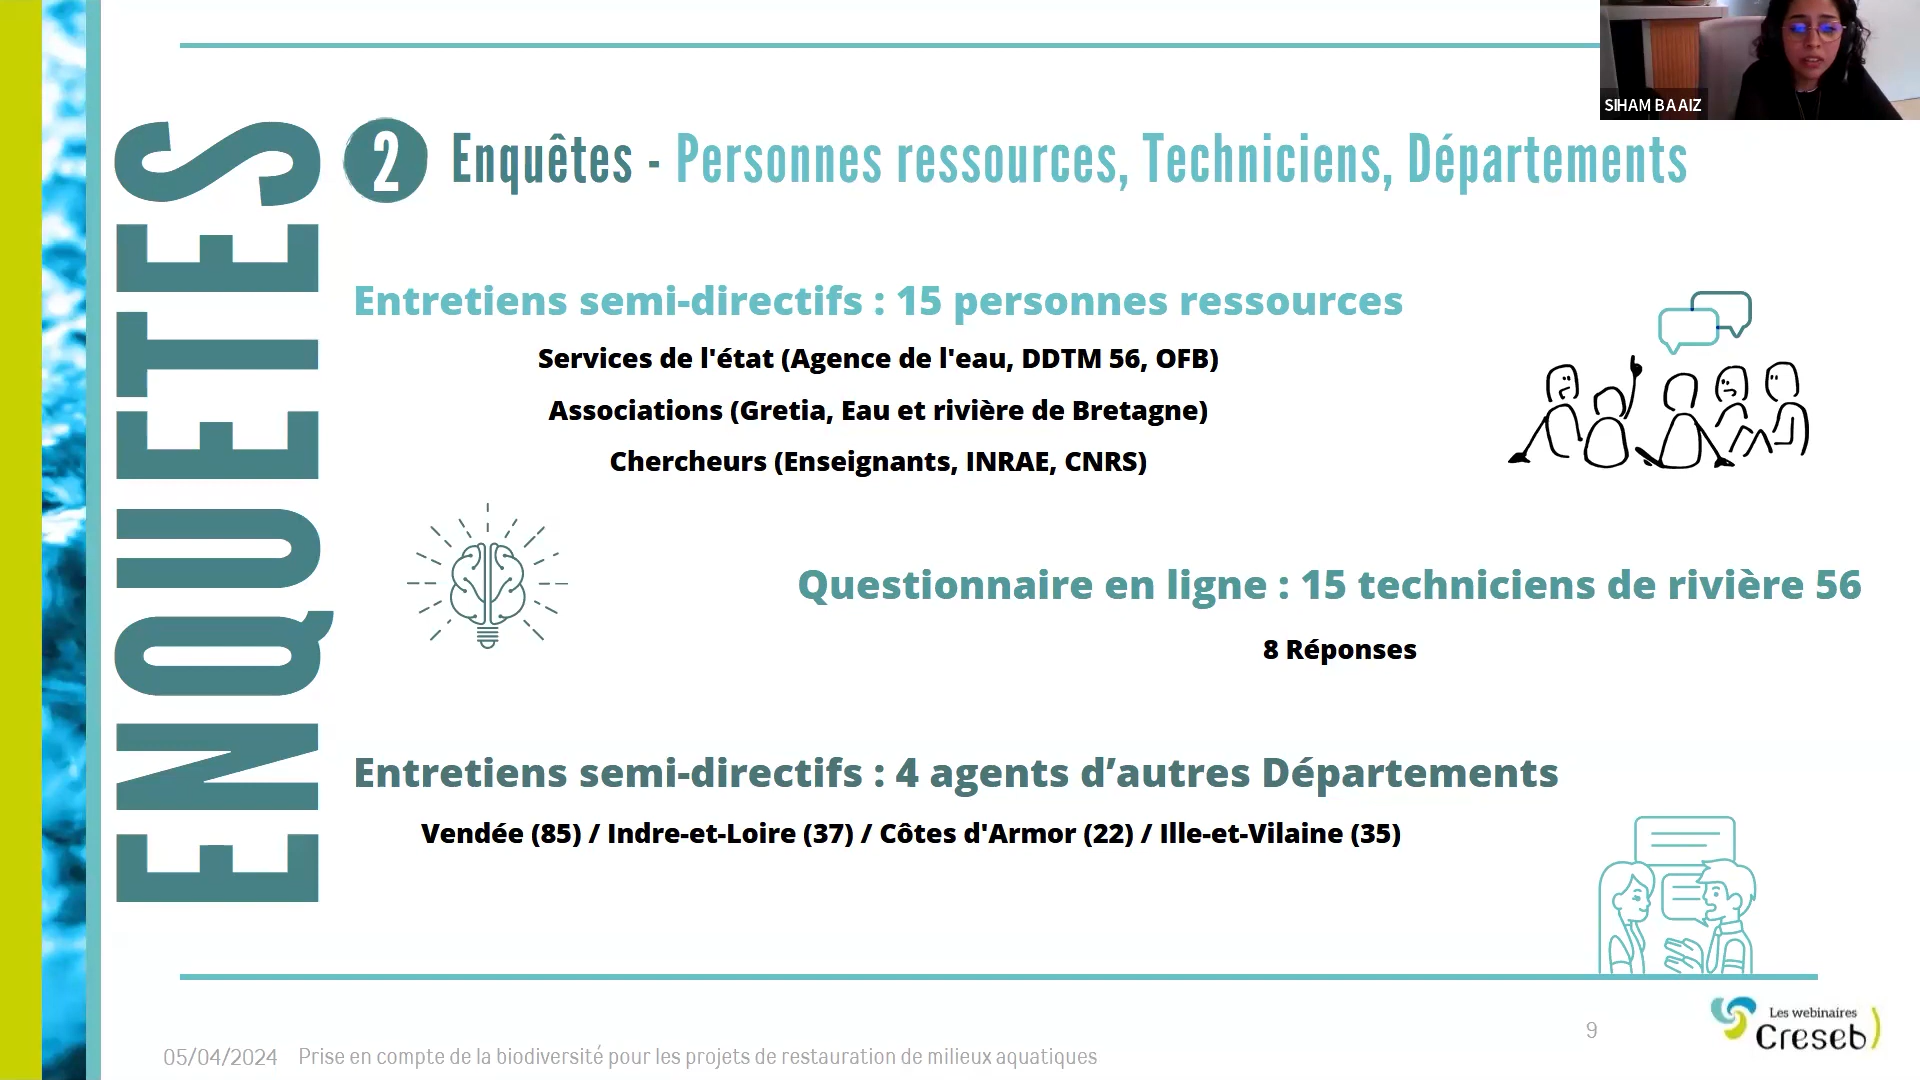 SIHAM BAAIZ
ENQUETES
2 Enquêtes - Personnes ressources, Techniciens, Départements
Entretiens semi-directifs : 15 personnes ressources
Services de l'état (Agence de l'eau, DDTM 56, OFB)
Associations (Gretia, Eau et rivière de Bretagne)
Chercheurs (Enseignants, INRAE, CNRS)
Questionnaire en ligne : 15 techniciens de rivière 56
8 Réponses
Entretiens semi-directifs : 4 agents d’autres Départements
Vendée (85) / Indre-et-Loire (37) / Côtes d'Armor (22) / Ille-et-Vilaine (35)
9
Les webinaires
Creseb
05/04/2024 Prise en compte de la biodiversité pour les projets de restauration de milieux aquatiques